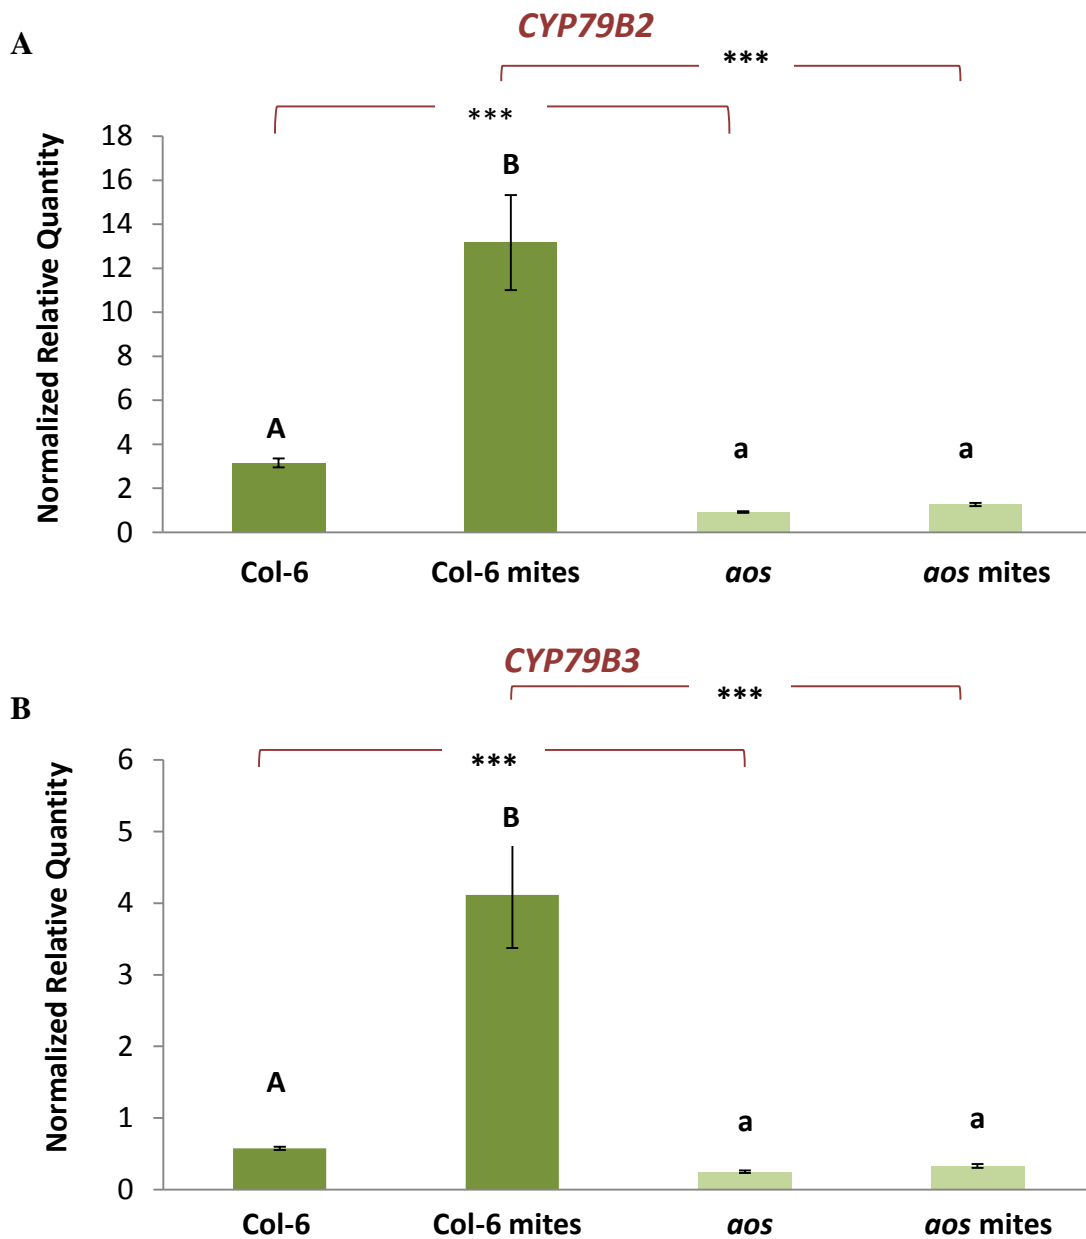 A
CYP79B2
***
***
Normalized Relative Quantity
18
16
14
12
10
8
6
4
2
0
A
B
a
a
Col-6
Col-6 mites
aos
aos mites
B
CYP79B3
***
***
Normalized Relative Quantity
6
5
4
3
2
1
0
A
B
a
a
Col-6
Col-6 mites
aos
aos mites